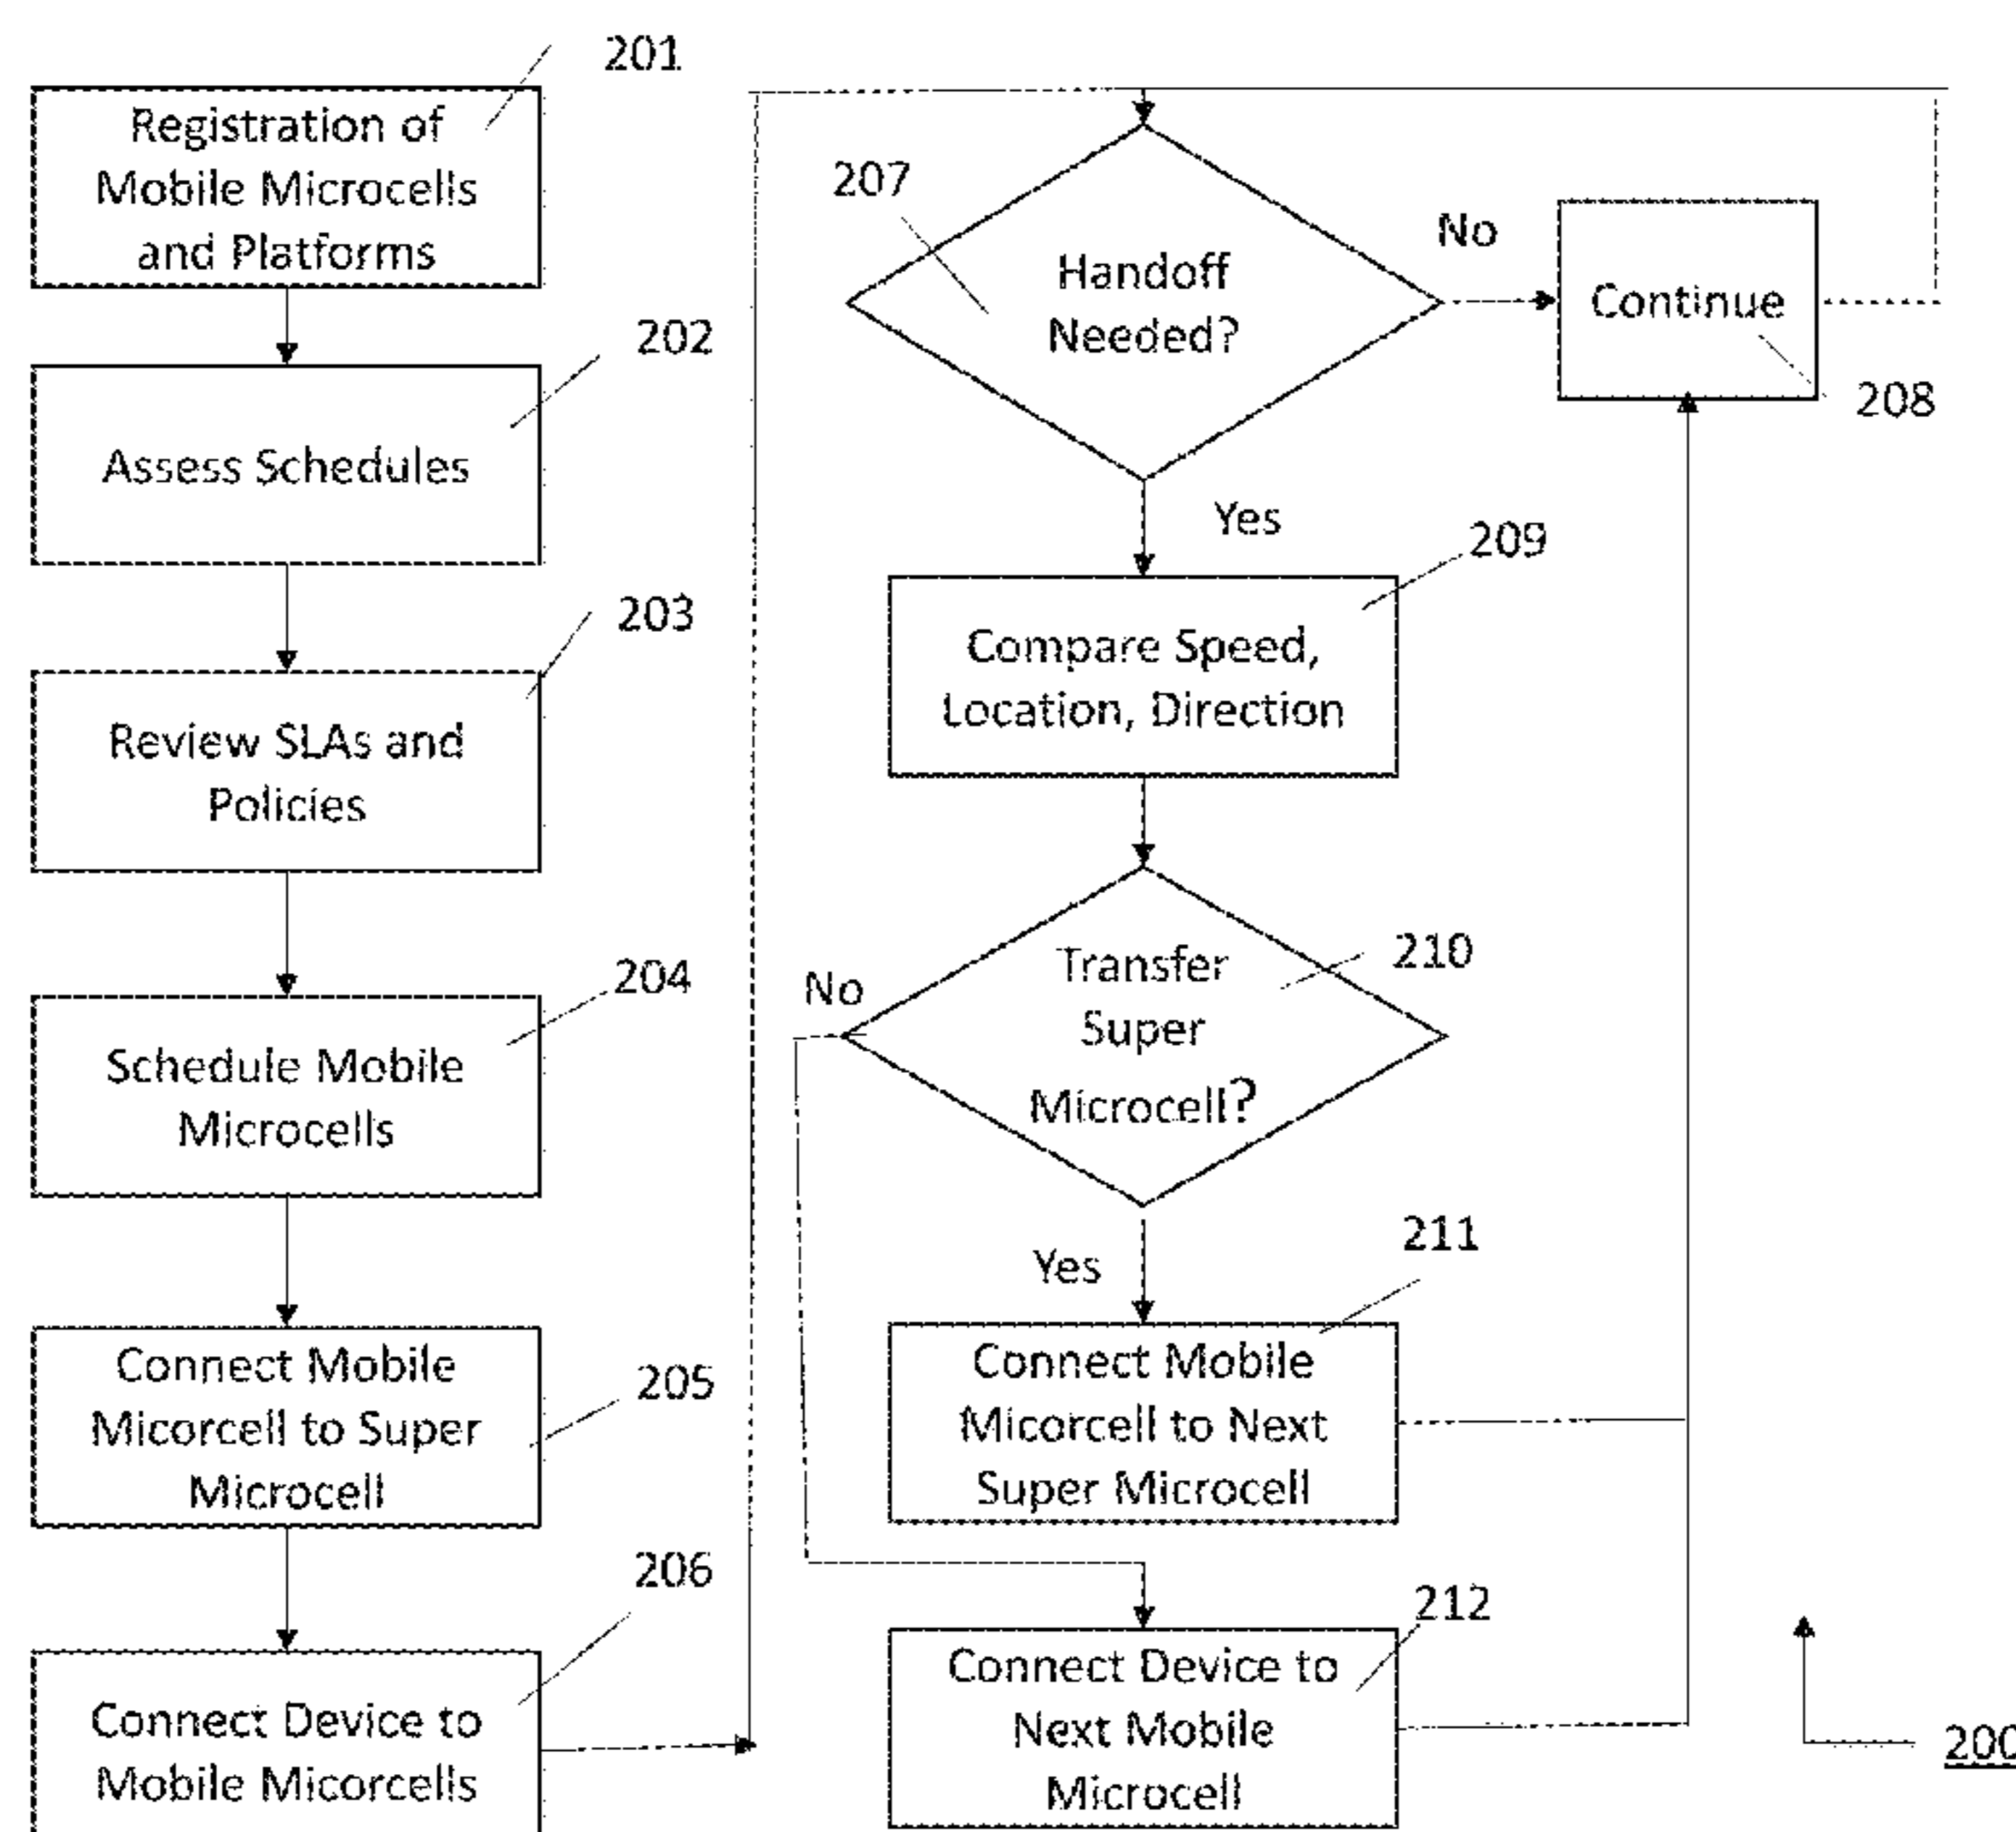 201
Registration of
Mobile Microcells
and Platforms
202
Assess Schedules
203
Review SLAs and
Policies
204
Schedule Mobile
Microcells
205
Connect Mobile
Micorcell to Super
Microcell
206
Connect Device to
Mobile Micorcells
207
Handoff
Needed?
No
Continue
208
Yes
209
Compare Speed,
Location, Direction
210
Transfer
Super
Microcell?
No
Yes
211
Connect Mobile
Micorcell to Next
Super Microcell
212
Connect Device to
Next Mobile
Microcell
200